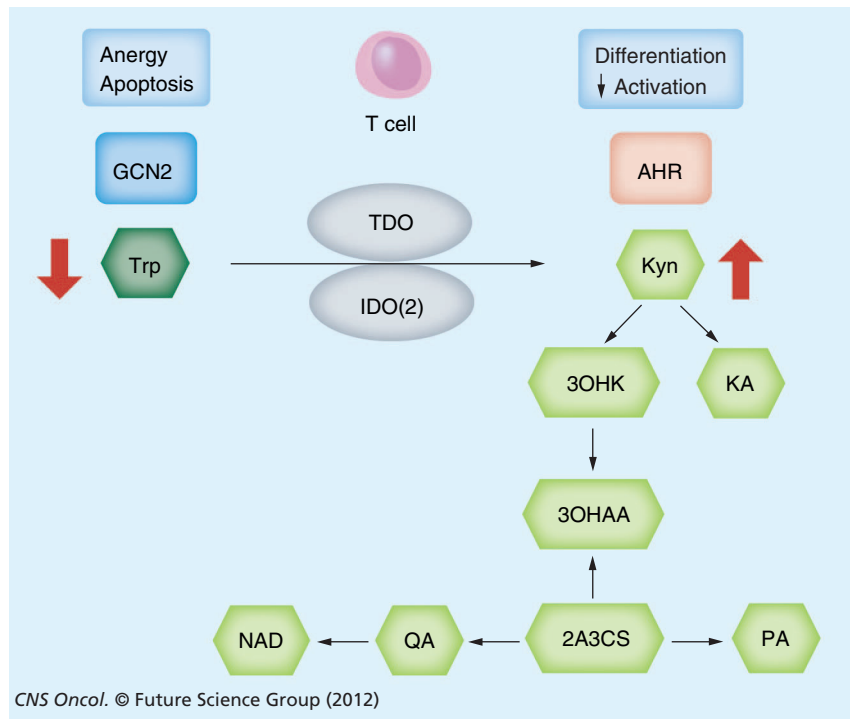 Anergy
Apoptosis
T cell
Differentiation
↓ Activation
GCN2
AHR
Trp
TDO
IDO(2)
Kyn
3OHK
KA
3OHAA
NAD
QA
2A3CS
PA
CNS Oncol. © Future Science Group (2012)